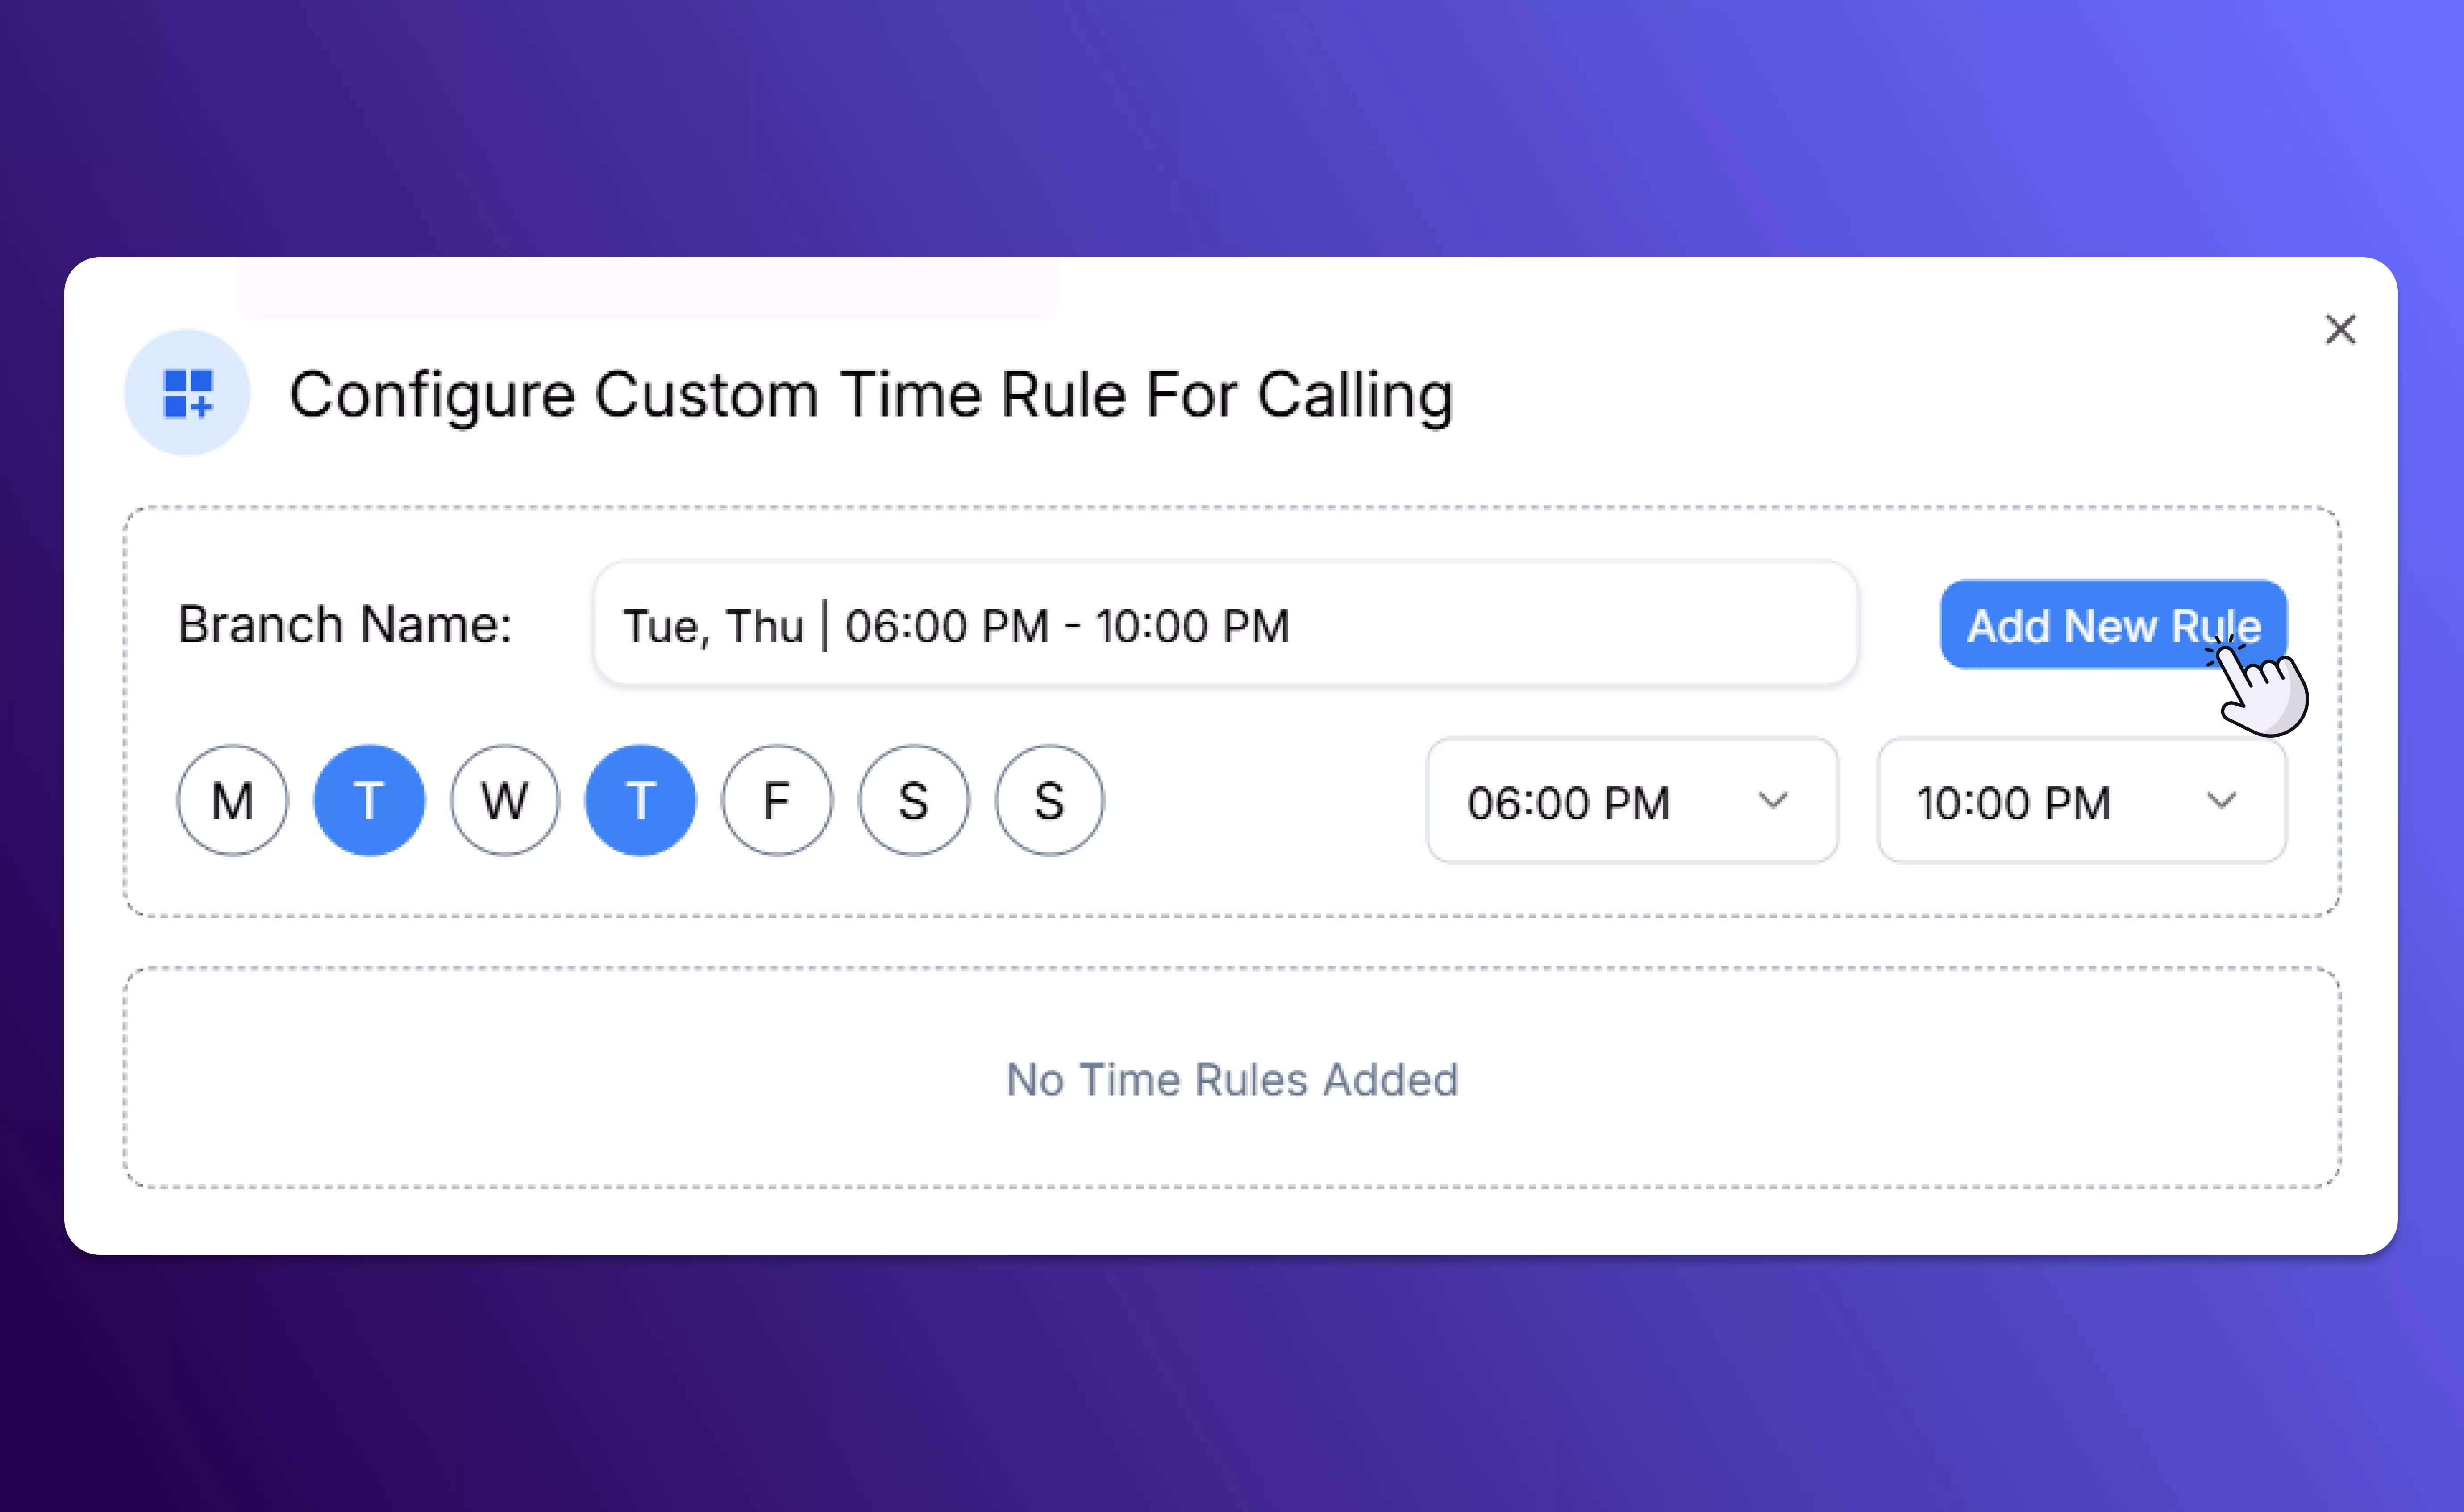 Configure Custom Time Rule For Calling
Branch Name:
Tue, Thu | 06:00 PM - 10:00 PM
Add New Rule
M T W T F S S
06:00 PM
10:00 PM
No Time Rules Added